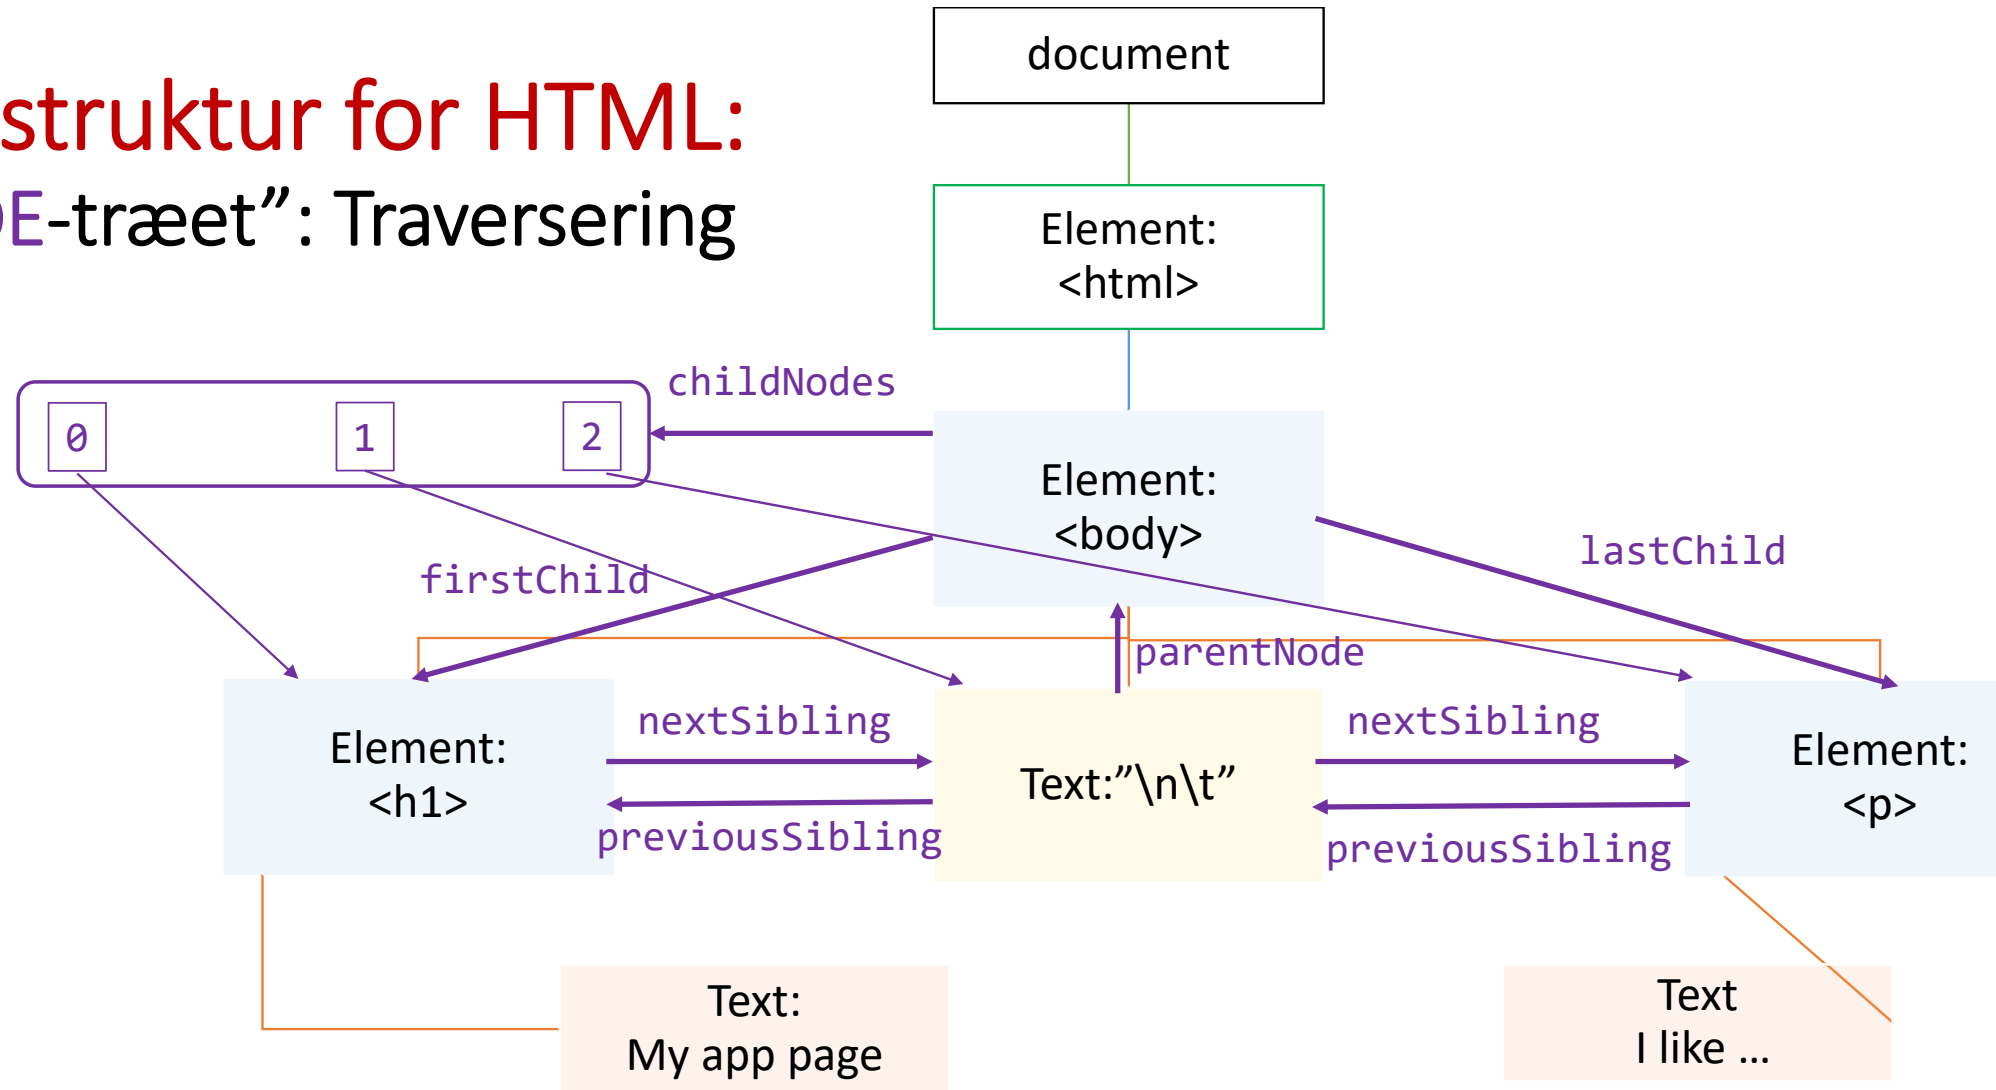 struktur for HTML:
E-træet”: Traversering
document
Element:
<html>
childNodes
0
1
2
Element:
<body>
firstChild
lastChild
parentNode
Element:
<h1>
nextSibling
previousSibling
Text:”\n\t”
nextSibling
previousSibling
Element:
<p>
Text:
My app page
Text
I like ...